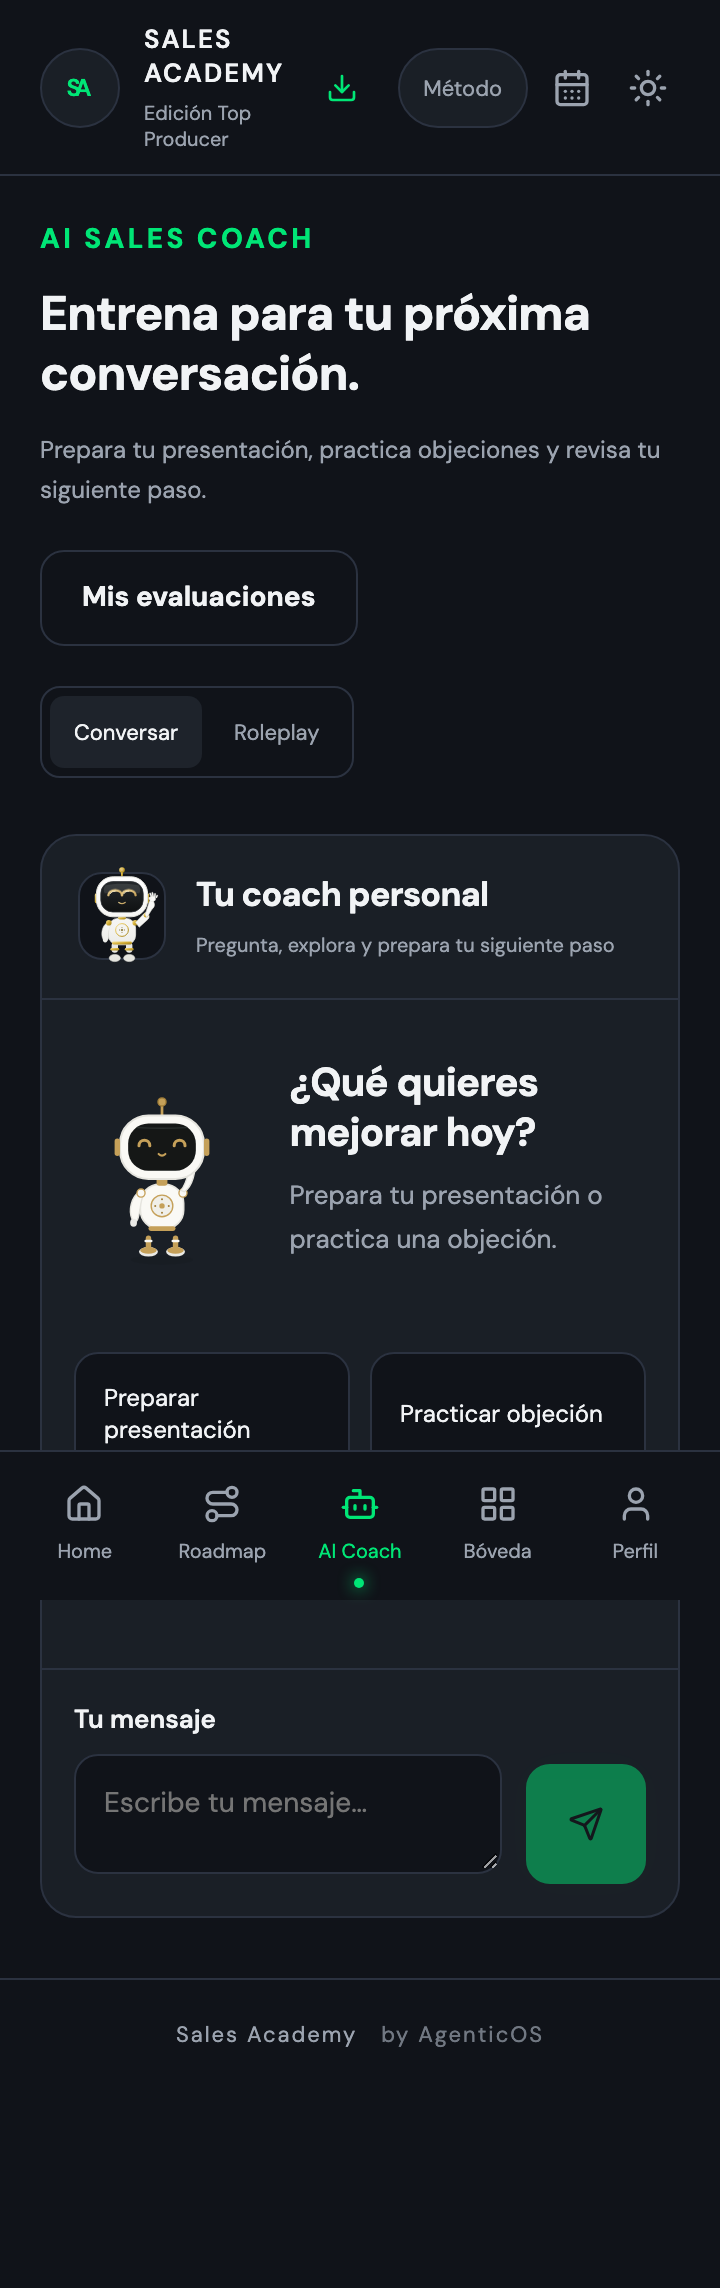 SA
SALES
ACADEMY
Edición Top
Producer
Método
AI SALES COACH
Entrena para tu próxima
conversación.
Prepara tu presentación, practica objeciones y revisa tu
siguiente paso.
Mis evaluaciones
Conversar
Roleplay
Tu coach personal
Pregunta, explora y prepara tu siguiente paso
¿Qué quieres
mejorar hoy?
Prepara tu presentación o
practica una objeción.
Preparar
presentación
Practicar objeción
Home
Roadmap
AI Coach
Bóveda
Perfil
Tu mensaje
Escribe tu mensaje...
Sales Academy by AgenticOS